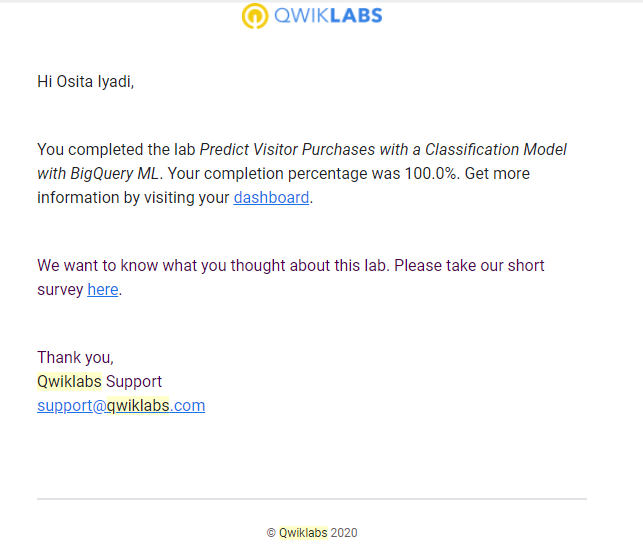 QWIKLABS
Hi Osita Iyadi,
You completed the lab Predict Visitor Purchases with a Classification Model
with BigQuery ML. Your completion percentage was 100.0%. Get more
information by visiting your dashboard.
We want to know what you thought about this lab. Please take our short
survey here.
Thank you,
Qwiklabs Support
support@qwiklabs.com
© Qwiklabs 2020